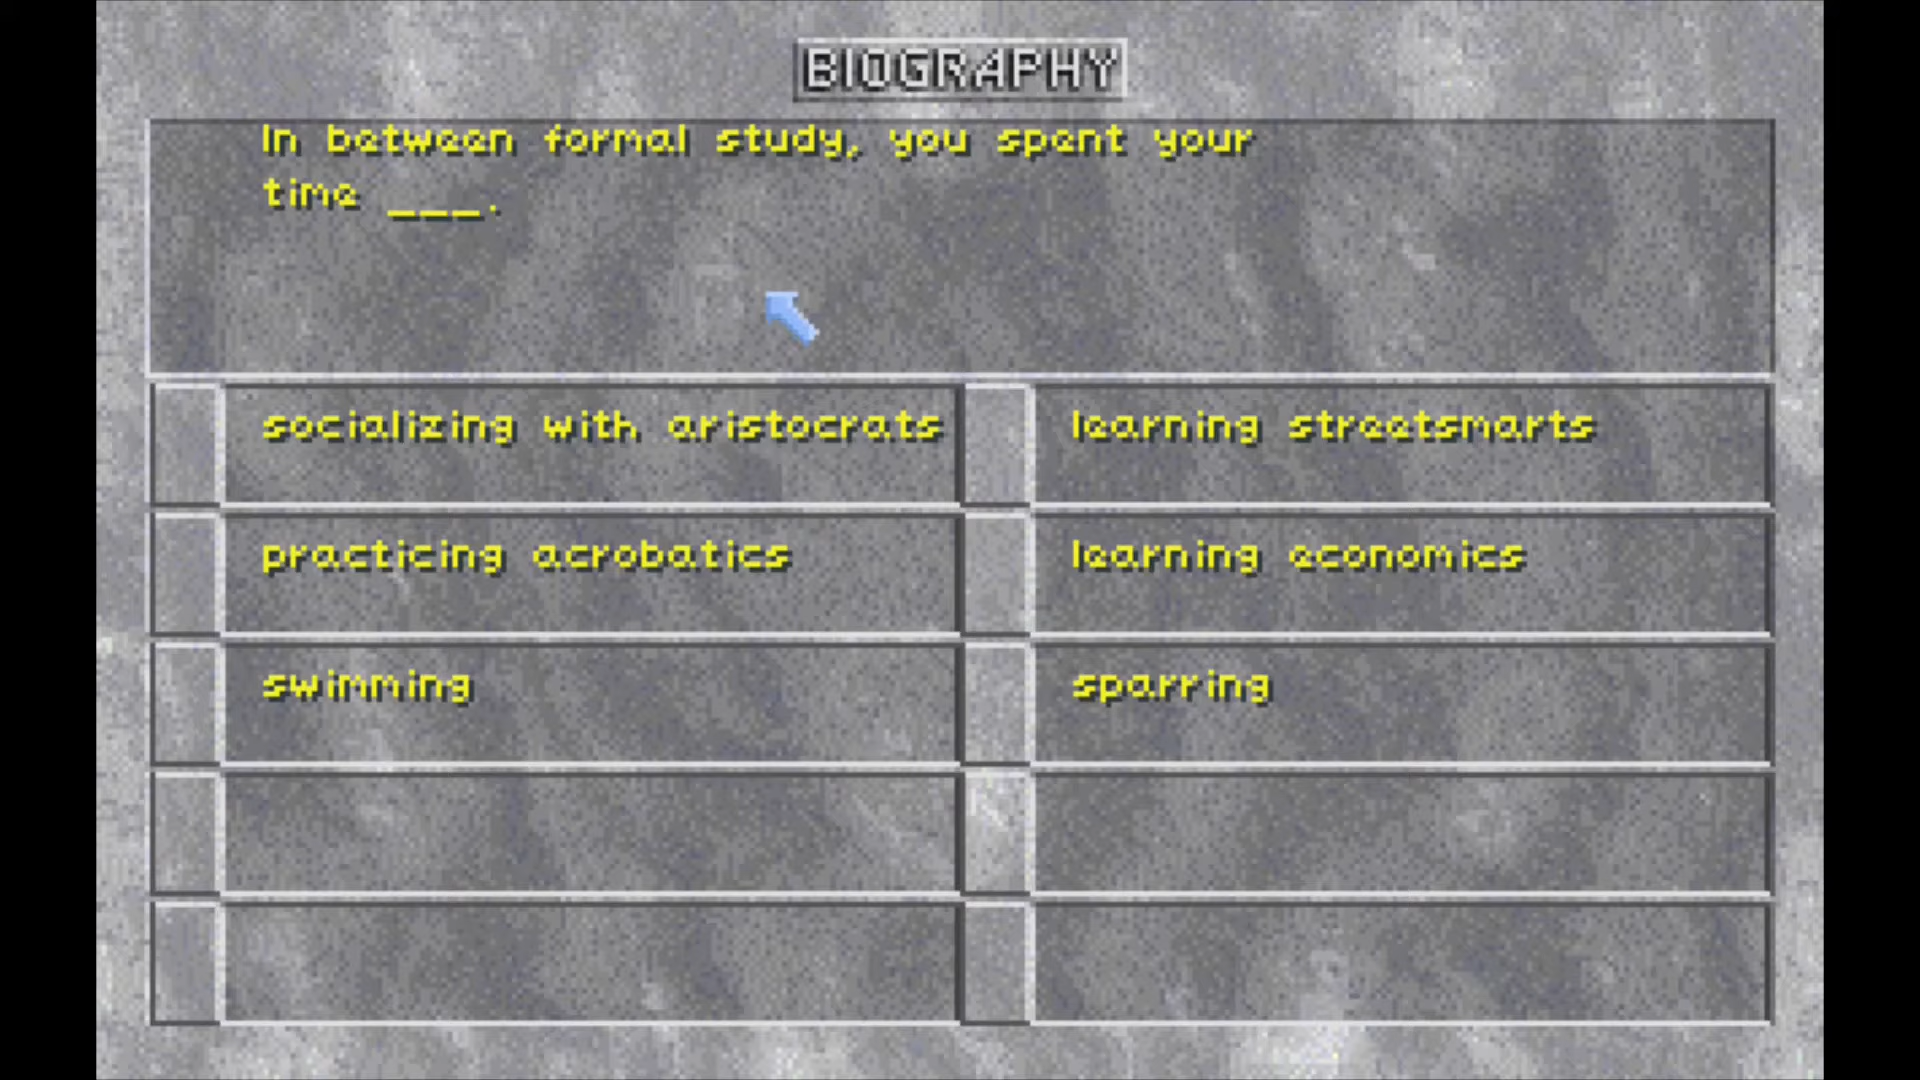 BIOGRAPHY
In between formal study, you spent your
time ___.
socializing with aristocrats
learning streetsmarts
practicing acrobatics
learning economics
swimming
sparring